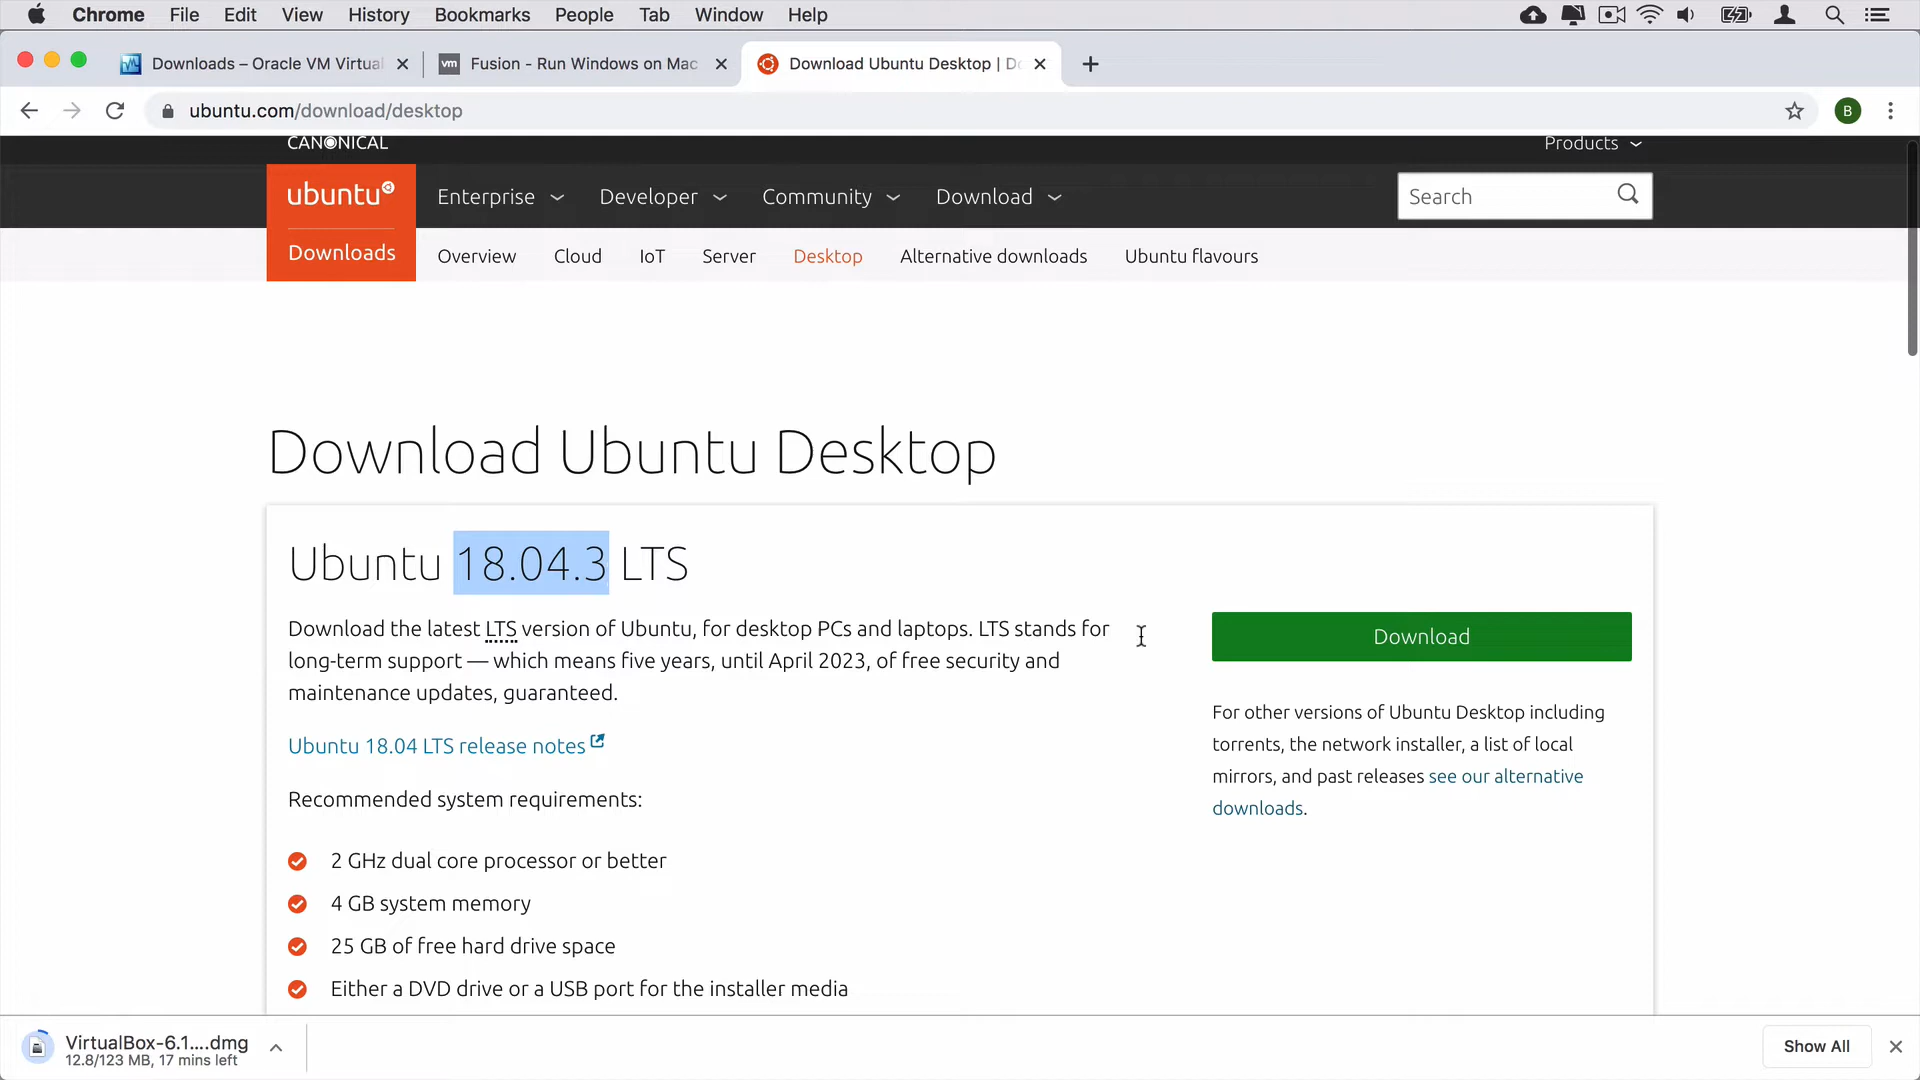 Chrome File Edit View History Bookmarks People Tab Window Help
Downloads – Oracle VM Virtual
vm Fusion - Run Windows on Mac
Download Ubuntu Desktop |
ubuntu.com/download/desktop
B
CANONICAL
Products
ubuntu
Enterprise Developer Community Download
Search
Downloads
Overview Cloud IoT Server Desktop Alternative downloads Ubuntu flavours
Download Ubuntu Desktop
Ubuntu 18.04.3 LTS
Download the latest LTS version of Ubuntu, for desktop PCs and laptops. LTS stands for
long-term support — which means five years, until April 2023, of free security and
maintenance updates, guaranteed.
Ubuntu 18.04 LTS release notes
Recommended system requirements:
2 GHz dual core processor or better
4 GB system memory
25 GB of free hard drive space
Either a DVD drive or a USB port for the installer media
Download
For other versions of Ubuntu Desktop including
torrents, the network installer, a list of local
mirrors, and past releases see our alternative
downloads.
VirtualBox-6.1....dmg
12.8/123 MB, 17 mins left
Show All